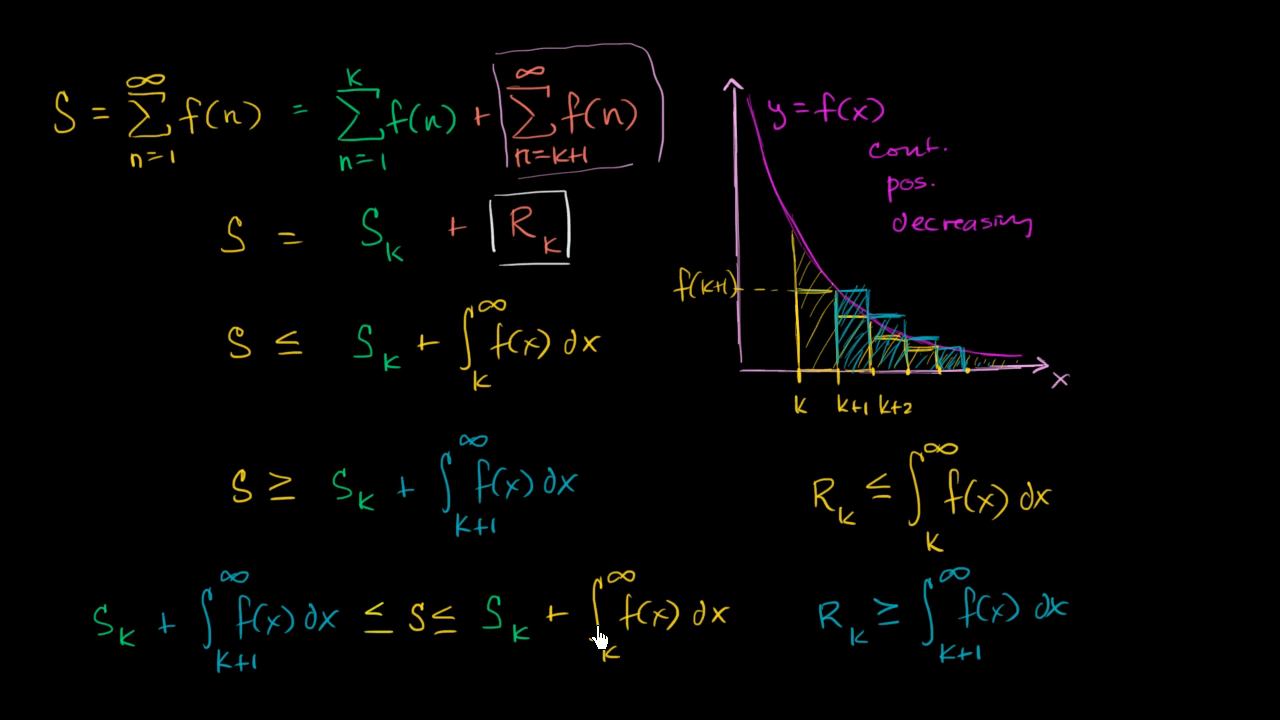 S = ∑_{n=1}^{∞} f(n) = ∑_{n=1}^{k} f(n) + ∑_{n=k+1}^{∞} f(n)
S = S_k + R_k
S ≤ S_k + ∫_k^∞ f(x) dx
S ≥ S_k + ∫_{k+1}^∞ f(x) dx
S_k + ∫_{k+1}^∞ f(x) dx ≤ S ≤ S_k + ∫_k^∞ f(x) dx
y = f(x)
cont.
pos.
decreasing
f(k+1)
x
k k+1 k+2
R_k ≤ ∫_k^∞ f(x) dx
R_k ≥ ∫_{k+1}^∞ f(x) dx